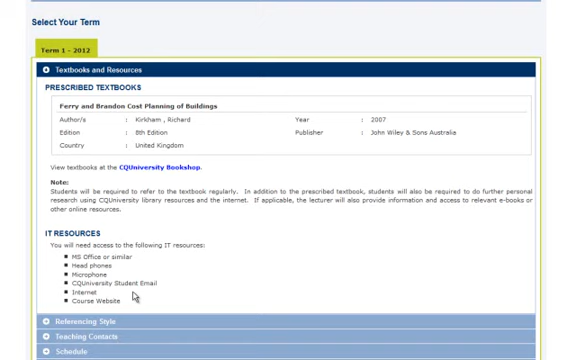 Select Your Term
Term 1 - 2012
Textbooks and Resources
PRESCRIBED TEXTBOOKS
Ferry and Brandon Cost Planning of Buildings
Author/s : Kirkham , Richard Year : 2007
Edition : 8th Edition Publisher : John Wiley & Sons Australia
Country : United Kingdom
View textbooks at the CQUniversity Bookshop.
Note:
Students will be required to refer to the textbook regularly. In addition to the prescribed textbook, students will also be required to do further personal
research using CQUniversity library resources and the internet. If applicable, the lecturer will also provide information and access to relevant e-books or
other online resources.
IT RESOURCES
You will need access to the following IT resources:
MS Office or similar
Head phones
Microphone
CQUniversity Student Email
Internet
Course Website
Referencing Style
Teaching Contacts
Schedule